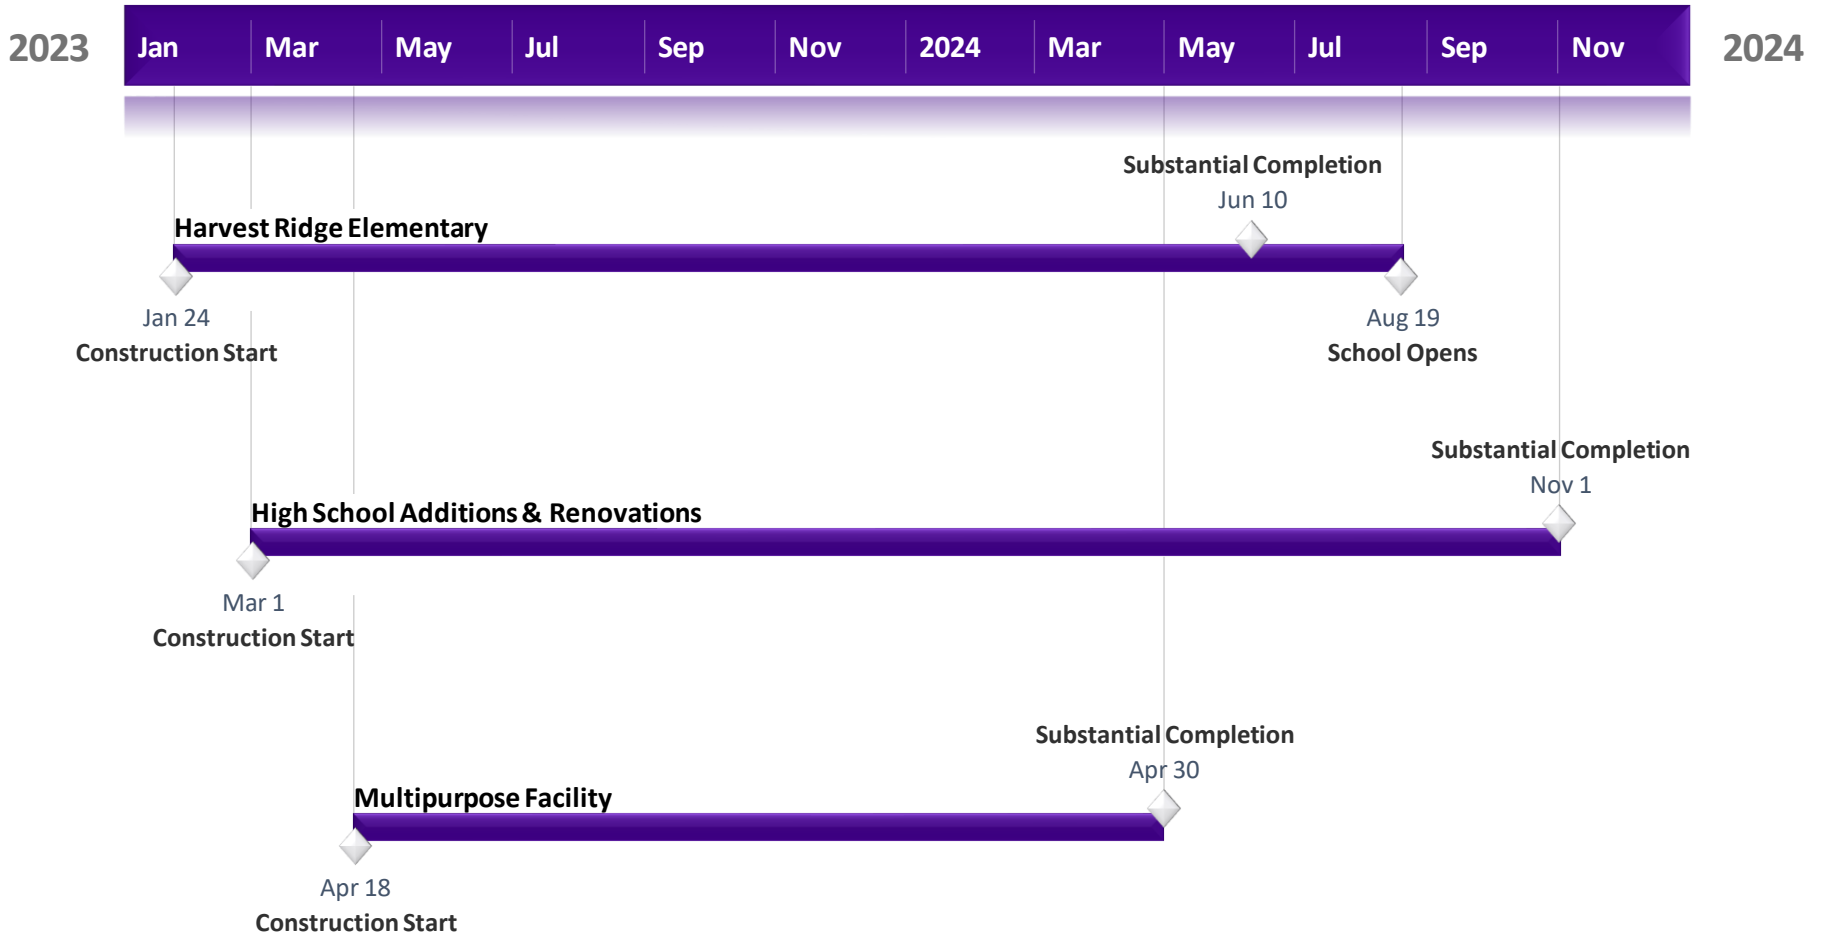 2023 Jan Mar May Jul Sep Nov 2024 Mar May Jul Sep Nov 2024
Substantial Completion
Jun 10
Harvest Ridge Elementary
Jan 24
Construction Start
Aug 19
School Opens
Substantial Completion
Nov 1
High School Additions & Renovations
Mar 1
Construction Start
Substantial Completion
Apr 30
Multipurpose Facility
Apr 18
Construction Start